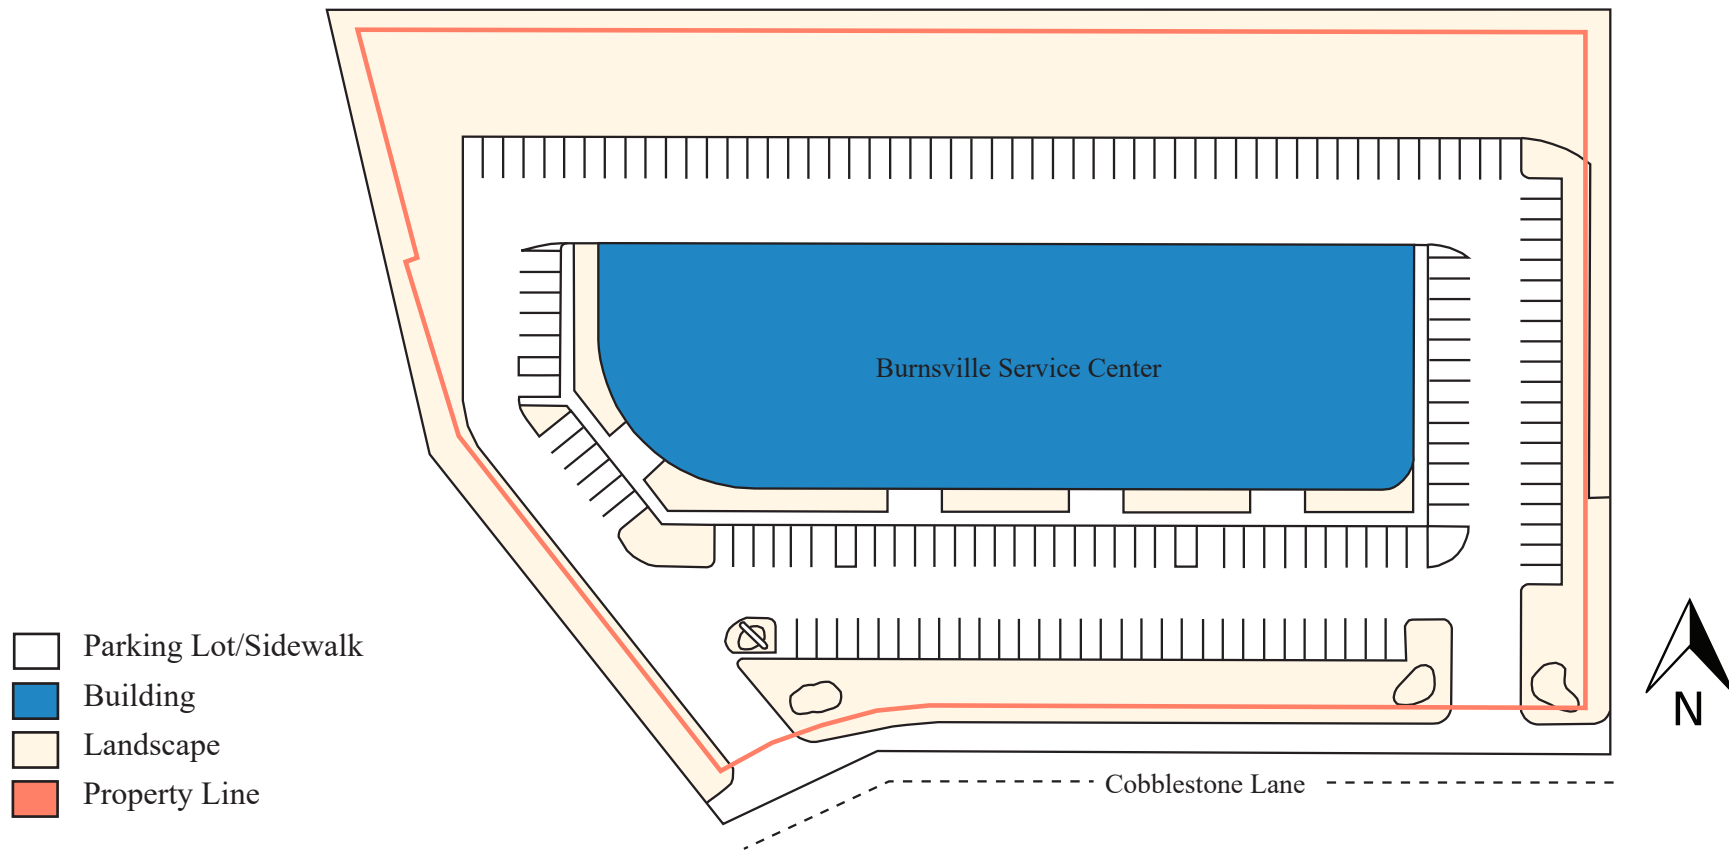 Burnsville Service Center
Parking Lot/Sidewalk
Building
Landscape
Property Line
Cobblestone Lane
N